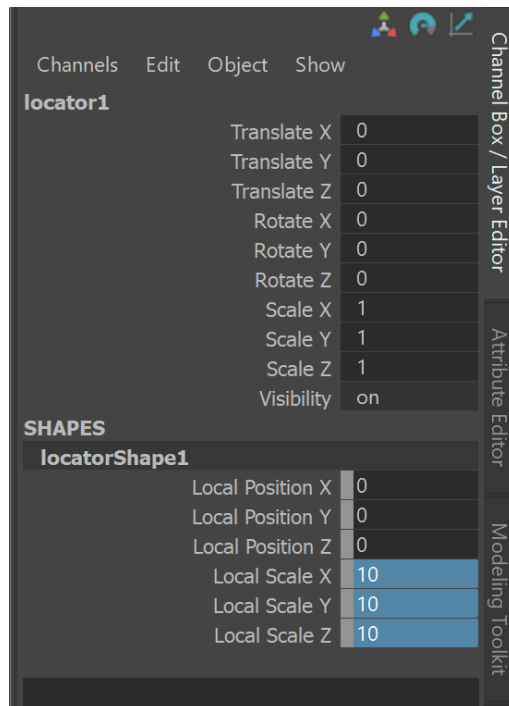 Channels Edit Object Show
locator1
Translate X 0
Translate Y 0
Translate Z 0
Rotate X 0
Rotate Y 0
Rotate Z 0
Scale X 1
Scale Y 1
Scale Z 1
Visibility on
SHAPES
locatorShape1
Local Position X 0
Local Position Y 0
Local Position Z 0
Local Scale X 10
Local Scale Y 10
Local Scale Z 10
Channel Box / Layer Editor
Attribute Editor
Modeling Toolkit